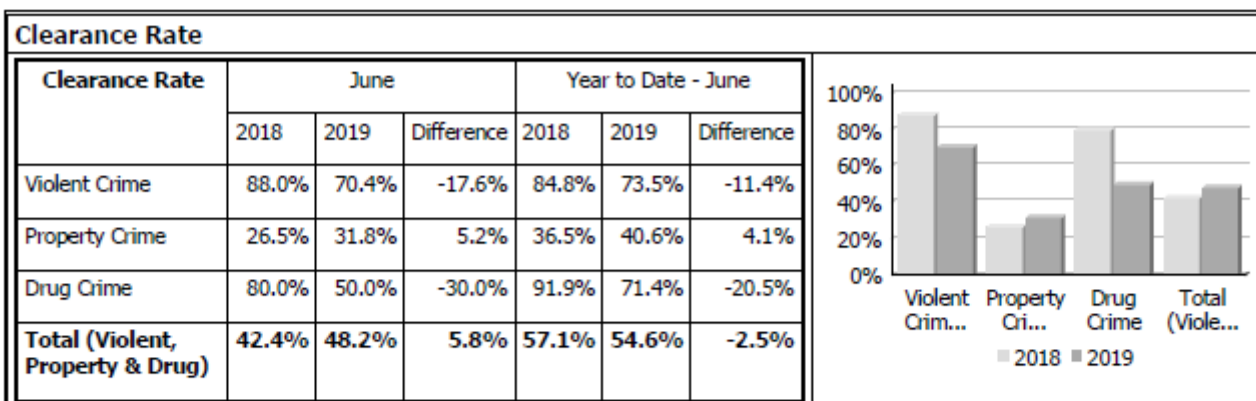 Clearance Rate
Clearance Rate June Year to Date - June
2018 2019 Difference 2018 2019 Difference
Violent Crime 88.0% 70.4% -17.6% 84.8% 73.5% -11.4%
Property Crime 26.5% 31.8% 5.2% 36.5% 40.6% 4.1%
Drug Crime 80.0% 50.0% -30.0% 91.9% 71.4% -20.5%
Total (Violent, 42.4% 48.2% 5.8% 57.1% 54.6% -2.5%
Property & Drug)
100%
80%
60%
40%
20%
0%
Violent Property Drug Total
Crim... Cri... Crime (Viole...
2018 2019